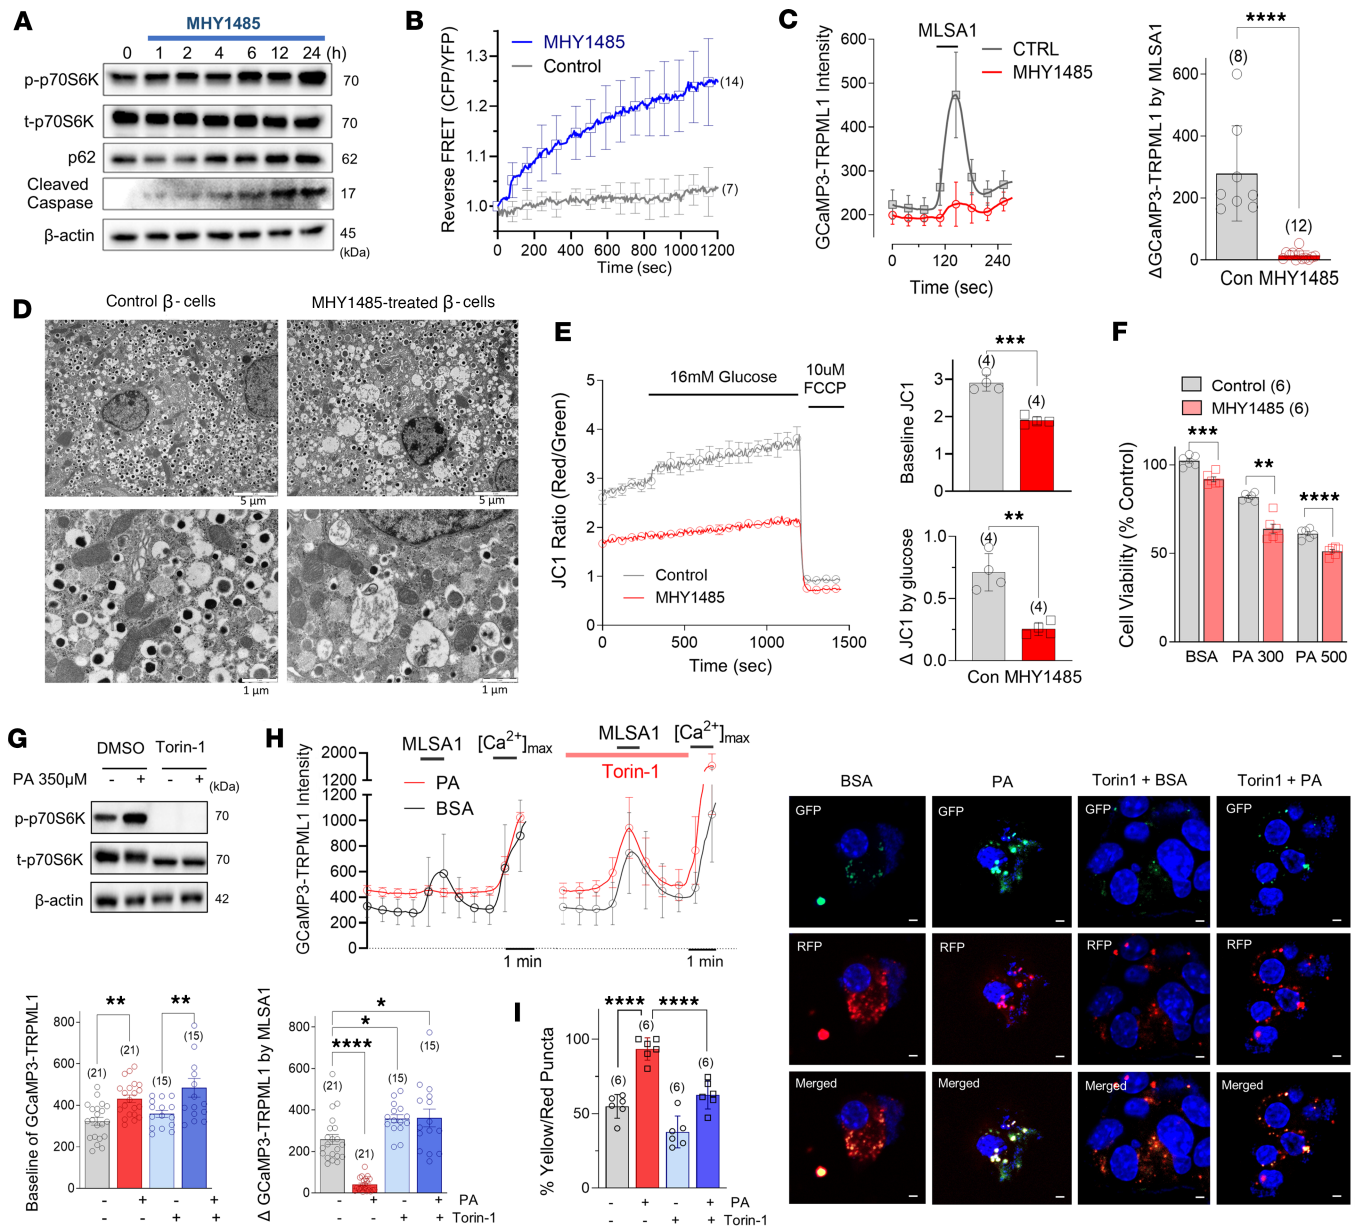 A
MHY1485
0 1 2 4 6 12 24 (h)
p-p70S6K 70
t-p70S6K 70
p62 62
Cleaved
Caspase 17
β-actin 45
(kDa)
B
Reverse FRET (CFP/YFP)
MHY1485
Control
1.3
1.2
1.1
1.0
(14)
(7)
0 200 400 600 800 1000 1200
Time (sec)
C
GCaMP3-TRPML1 Intensity
MLSA1
CTRL
MHY1485
600
500
400
300
200
0 120 240
Time (sec)
ΔGCaMP3-TRPML1 by MLSA1
****
(8)
(12)
600
400
200
0
Con MHY1485
D
Control β- cells
MHY1485-treated β- cells
5 μm
5 μm
1 μm
1 μm
E
JC1 Ratio (Red/Green)
16mM Glucose
10uM
FCCP
5
4
3
2
1
0
Control
MHY1485
0 500 1000 1500
Time (sec)
Baseline JC1
***
(4)
(4)
3
2
1
0
Δ JC1 by glucose
**
(4)
(4)
1.0
0.5
0.0
Con MHY1485
F
Control (6)
MHY1485 (6)
Cell Viability (% Control)
***
**
****
100
50
0
BSA PA 300 PA 500
G
DMSO Torin-1
PA 350μM - + - + (kDa)
p-p70S6K 70
t-p70S6K 70
β-actin 42
H
GCaMP3-TRPML1 Intensity
MLSA1 [Ca²⁺]max MLSA1 [Ca²⁺]max
Torin-1
PA
BSA
2000
1200
1200
1000
800
600
400
200
0
1 min 1 min
Baseline of GCaMP3-TRPML1
** **
(21) (21) (15) (15)
800
600
400
200
0
- + - +
- - + +
Δ GCaMP3-TRPML1 by MLSA1
*
*
****
(21) (21) (15) (15)
800
600
400
200
0
- + - + PA
- - + + Torin-1
I
% Yellow/Red Puncta
**** ****
(6) (6) (6) (6)
100
50
0
- + - + PA
- - + + Torin-1
BSA PA Torin1 + BSA Torin1 + PA
GFP GFP GFP GFP
RFP RFP RFP RFP
Merged Merged Merged Merged